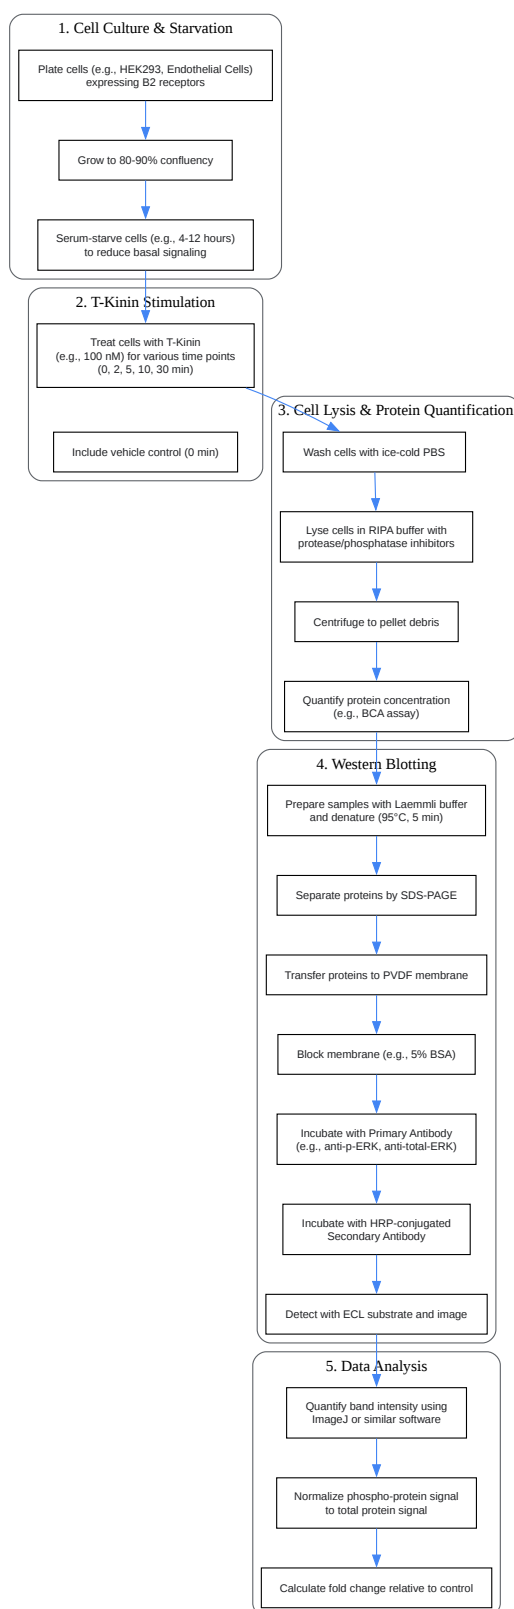 1. Cell Culture & Starvation
Plate cells (e.g., HEK293, Endothelial Cells)
expressing B2 receptors
Grow to 80-90% confluency
Serum-starve cells (e.g., 4-12 hours)
to reduce basal signaling
2. T-Kinin Stimulation
Treat cells with T-Kinin
(e.g., 100 nM) for various time points
(0, 2, 5, 10, 30 min)
Include vehicle control (0 min)
3. Cell Lysis & Protein Quantification
Wash cells with ice-cold PBS
Lyse cells in RIPA buffer with
protease/phosphatase inhibitors
Centrifuge to pellet debris
Quantify protein concentration
(e.g., BCA assay)
4. Western Blotting
Prepare samples with Laemmli buffer
and denature (95°C, 5 min)
Separate proteins by SDS-PAGE
Transfer proteins to PVDF membrane
Block membrane (e.g., 5% BSA)
Incubate with Primary Antibody
(e.g., anti-p-ERK, anti-total-ERK)
Incubate with HRP-conjugated
Secondary Antibody
Detect with ECL substrate and image
5. Data Analysis
Quantify band intensity using
ImageJ or similar software
Normalize phospho-protein signal
to total protein signal
Calculate fold change relative to control